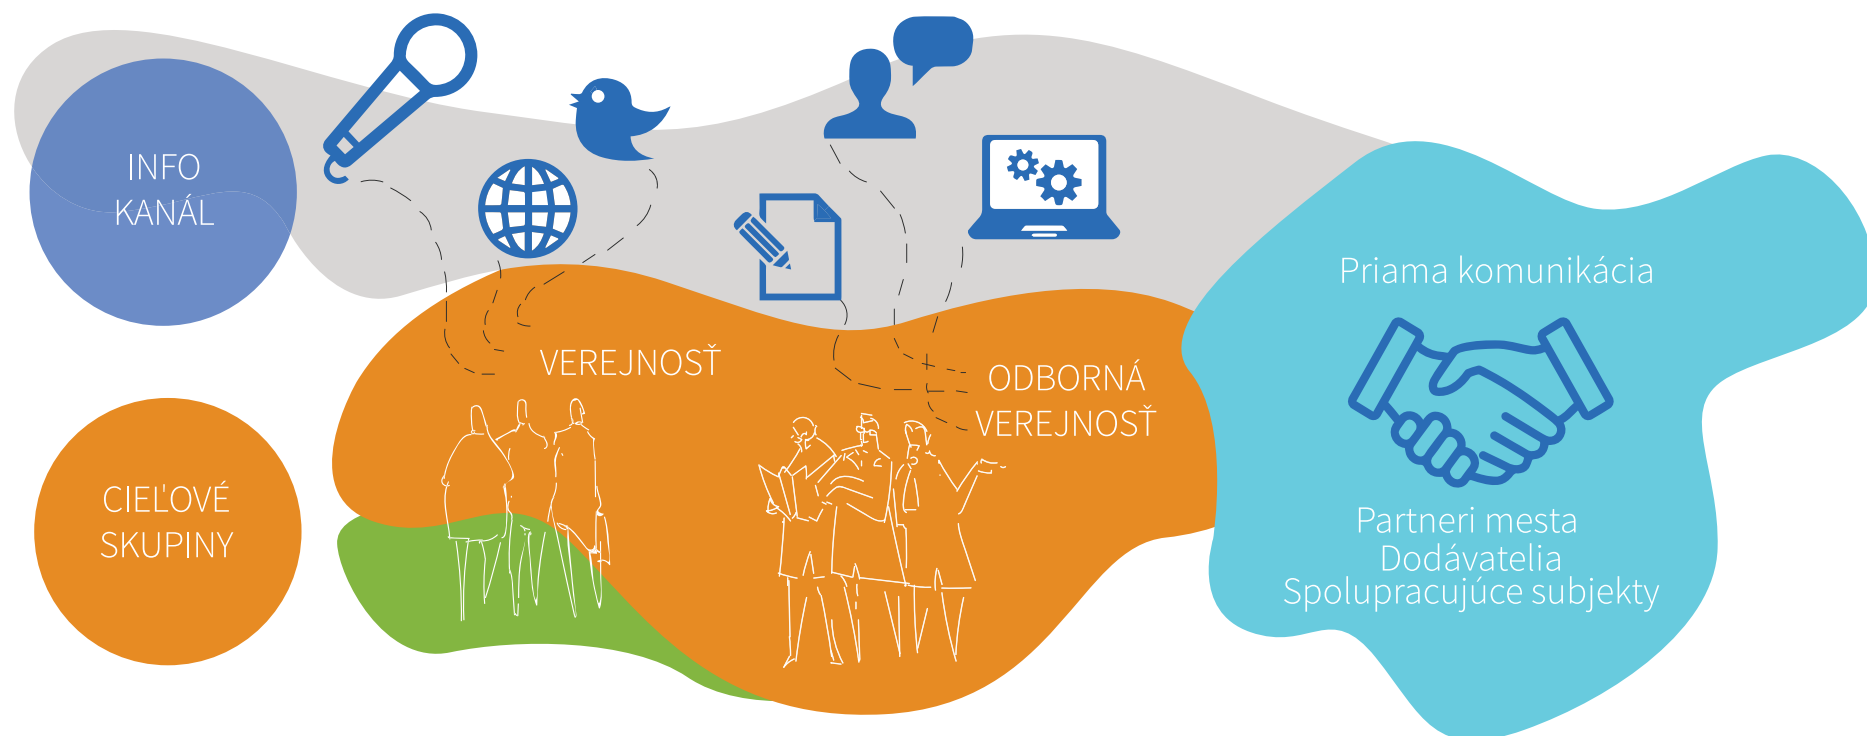 INFO
KANÁL
VEREJNOSŤ
ODBORNÁ
VEREJNOSŤ
CIEĽOVÉ
SKUPINY
Priama komunikácia
Partneri mesta
Dodávatelia
Spolupracujúce subjekty